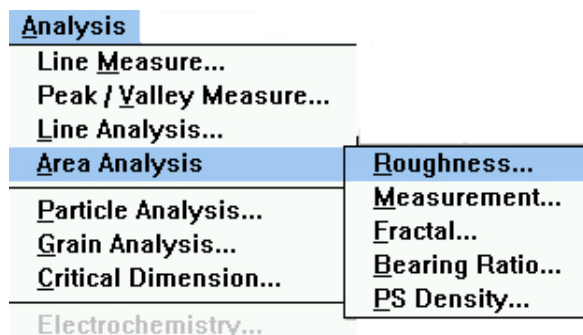 Analysis
Line Measure...
Peak / Valley Measure...
Line Analysis...
Area Analysis
Roughness...
Measurement...
Fractal...
Bearing Ratio...
PS Density...
Particle Analysis...
Grain Analysis...
Critical Dimension...
Electrochemistry...